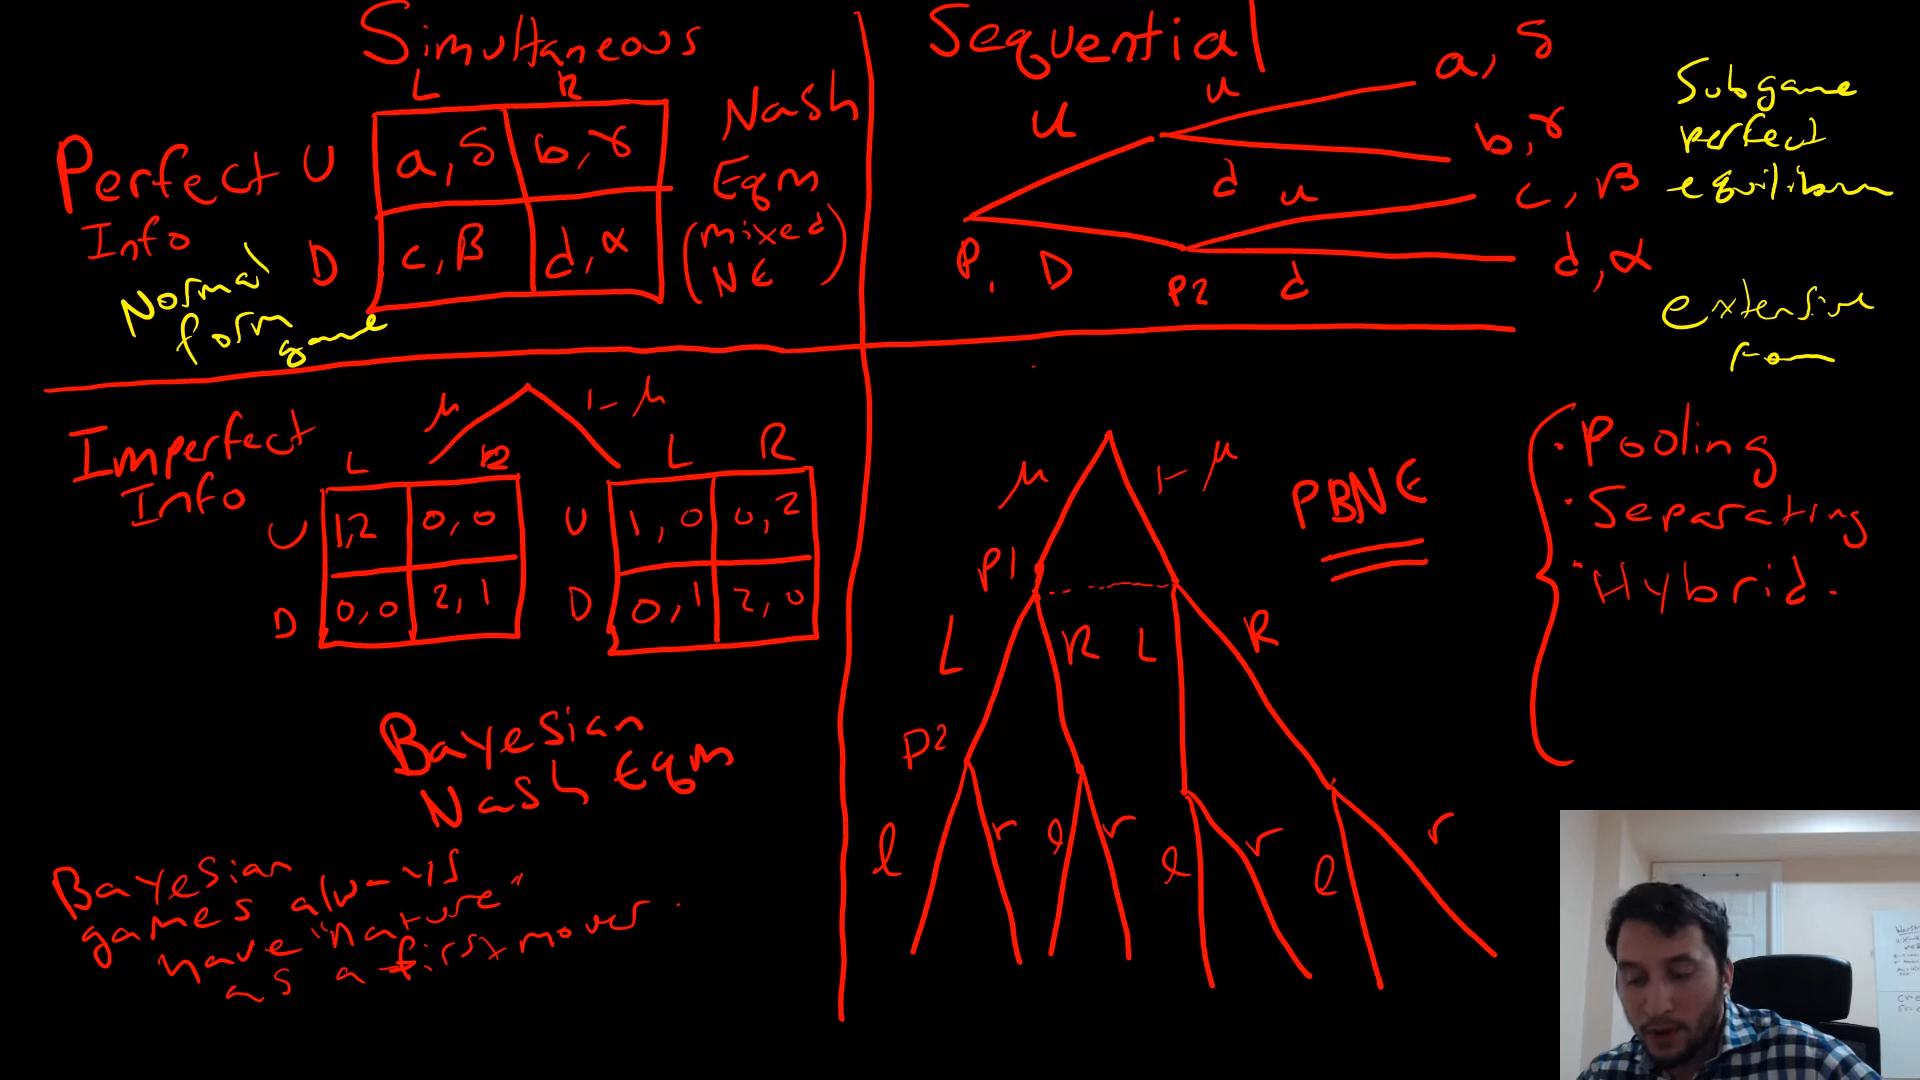 Simultaneous
L R
Perfect
Info
U a, δ b, γ
D c, β d, α
Nash
Eqm
(mixed
NE)
Normal
form
game
Sequential
U u a, δ
d b, γ
u c, β
P1 D P2 d d, α
Subgame
perfect
equilibrium
extensive
form
Imperfect
Info
μ 1-μ
L R
U 1,2 0,0
D 0,0 2,1
L R
U 1,0 0,2
D 0,1 2,0
Bayesian
Nash Eqm
Bayesian
games always
have "nature"
as a first mover.
μ 1-μ
PBNE
P1
L R L R
P2
l r l r l r l r
· Pooling
· Separating
· Hybrid.